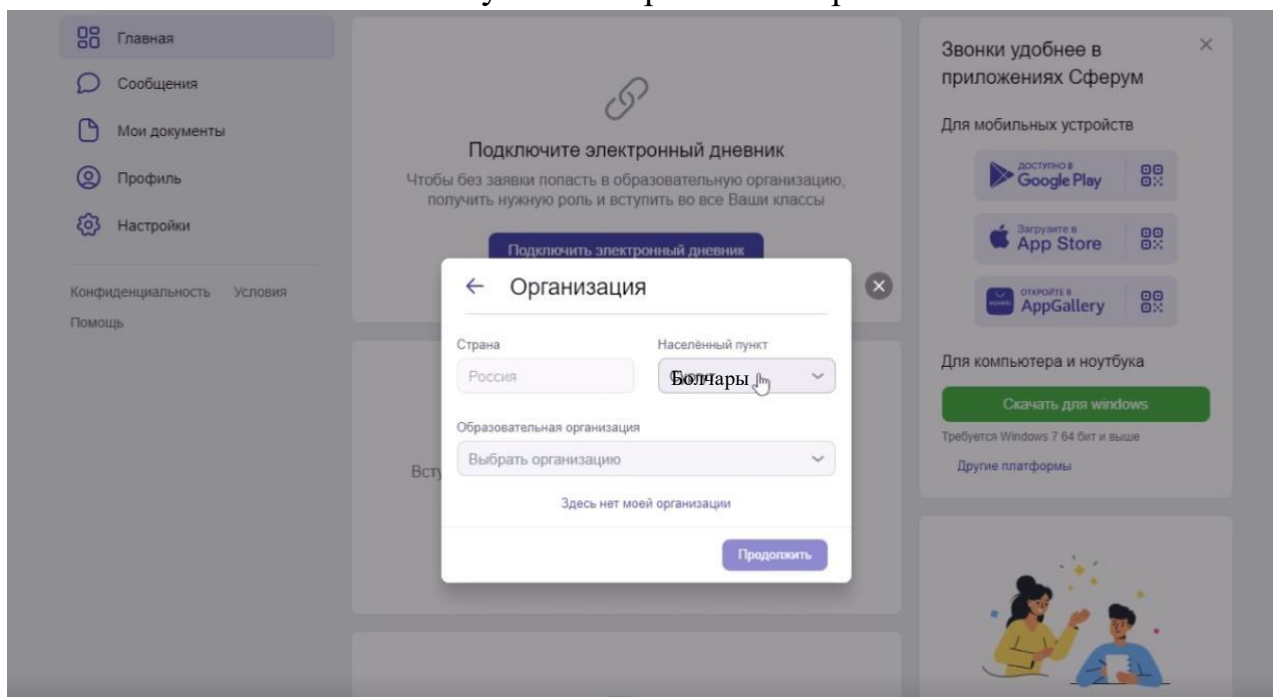 Главная
Сообщения
Мои документы
Профиль
Настройки
Конфиденциальность Условия
Помощь
Подключите электронный дневник
Чтобы без заявки попасть в образовательную организацию,
получить нужную роль и вступить во все Ваши классы
Подключить электронный дневник
Организация
Страна
Населённый пункт
Россия
Болчары
Образовательная организация
Выбрать организацию
Здесь нет моей организации
Продолжить
Звонки удобнее в
приложениях Сферум
Для мобильных устройств
доступно в
Google Play
Загрузите в
App Store
откройте в
AppGallery
Для компьютера и ноутбука
Скачать для windows
Требуется Windows 7 64 бит и выше
Другие платформы